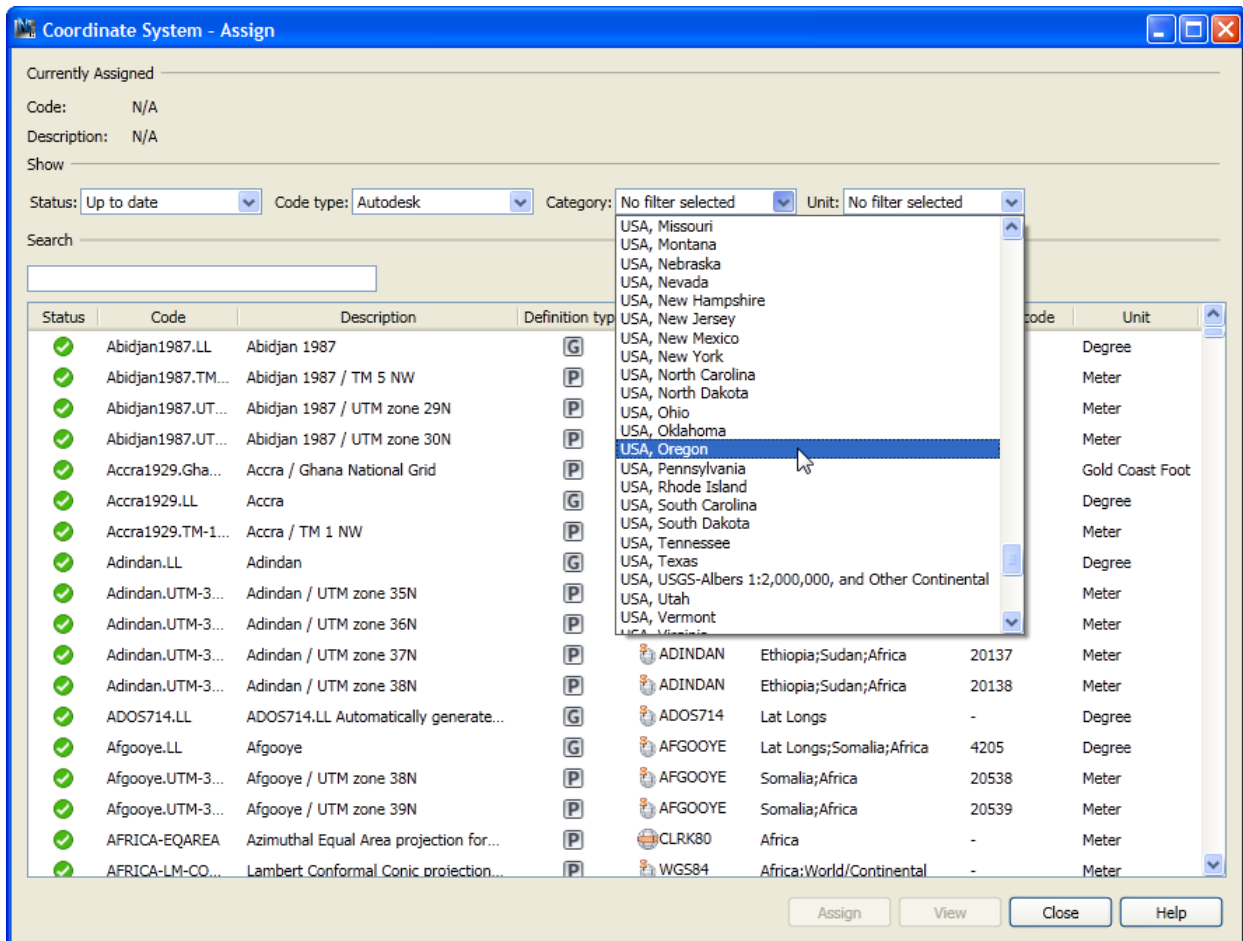 Coordinate System - Assign
Currently Assigned
Code: N/A
Description: N/A
Show
Status: Up to date Code type: Autodesk Category: No filter selected Unit: No filter selected
USA, Missouri
USA, Montana
USA, Nebraska
USA, Nevada
USA, New Hampshire
USA, New Jersey
USA, New Mexico
USA, New York
USA, North Carolina
USA, North Dakota
USA, Ohio
USA, Oklahoma
USA, Oregon
USA, Pennsylvania
USA, Rhode Island
USA, South Carolina
USA, South Dakota
USA, Tennessee
USA, Texas
USA, USGS-Albers 1:2,000,000, and Other Continental
USA, Utah
USA, Vermont
USA, Virginia
Search
Status Code Description Definition typ code Unit
Abidjan1987.LL Abidjan 1987 G Degree
Abidjan1987.TM... Abidjan 1987 / TM 5 NW P Meter
Abidjan1987.UT... Abidjan 1987 / UTM zone 29N P Meter
Abidjan1987.UT... Abidjan 1987 / UTM zone 30N P Meter
Accra1929.Gha... Accra / Ghana National Grid P Gold Coast Foot
Accra1929.LL Accra G Degree
Accra1929.TM-1... Accra / TM 1 NW P Meter
Adindan.LL Adindan G Degree
Adindan.UTM-3... Adindan / UTM zone 35N P Meter
Adindan.UTM-3... Adindan / UTM zone 36N P Meter
Adindan.UTM-3... Adindan / UTM zone 37N P ADINDAN Ethiopia;Sudan;Africa 20137 Meter
Adindan.UTM-3... Adindan / UTM zone 38N P ADINDAN Ethiopia;Sudan;Africa 20138 Meter
ADOS714.LL ADOS714.LL Automatically generate... G ADOS714 Lat Longs - Degree
Afgooye.LL Afgooye G AFGOOYE Lat Longs;Somalia;Africa 4205 Degree
Afgooye.UTM-3... Afgooye / UTM zone 38N P AFGOOYE Somalia;Africa 20538 Meter
Afgooye.UTM-3... Afgooye / UTM zone 39N P AFGOOYE Somalia;Africa 20539 Meter
AFRICA-EQAREA Azimuthal Equal Area projection for... P CLRK80 Africa - Meter
AFRICA-LM-CO... Lambert Conformal Conic projection... P WGS84 Africa;World/Continental - Meter
Assign View Close Help